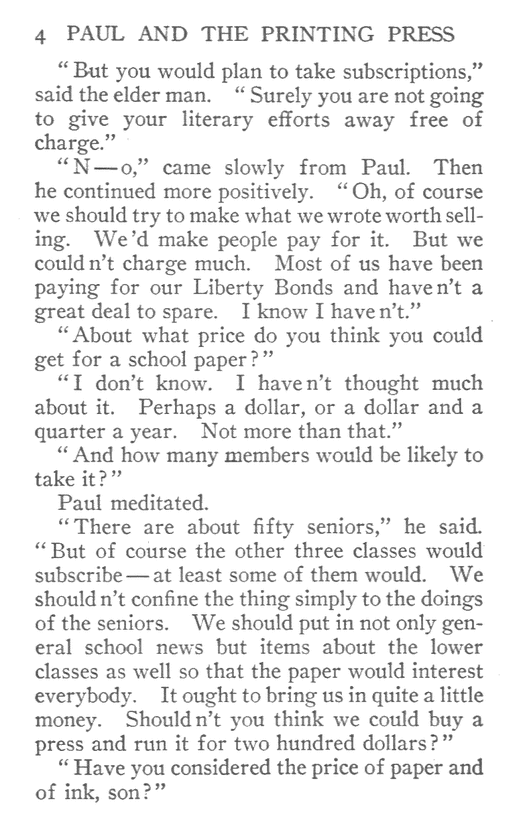 4 PAUL AND THE PRINTING PRESS
“But you would plan to take subscriptions,”
said the elder man. “Surely you are not going
to give your literary efforts away free of
charge.”
“N—o,” came slowly from Paul. Then
he continued more positively. “Oh, of course
we should try to make what we wrote worth sell-
ing. We’d make people pay for it. But we
couldn’t charge much. Most of us have been
paying for our Liberty Bonds and haven’t a
great deal to spare. I know I haven’t.”
“About what price do you think you could
get for a school paper?”
“I don’t know. I haven’t thought much
about it. Perhaps a dollar, or a dollar and a
quarter a year. Not more than that.”
“And how many members would be likely to
take it?”
Paul meditated.
“There are about fifty seniors,” he said.
“But of course the other three classes would
subscribe—at least some of them would. We
shouldn’t confine the thing simply to the doings
of the seniors. We should put in not only gen-
eral school news but items about the lower
classes as well so that the paper would interest
everybody. It ought to bring us in quite a little
money. Shouldn’t you think we could buy a
press and run it for two hundred dollars?”
“Have you considered the price of paper and
of ink, son?”